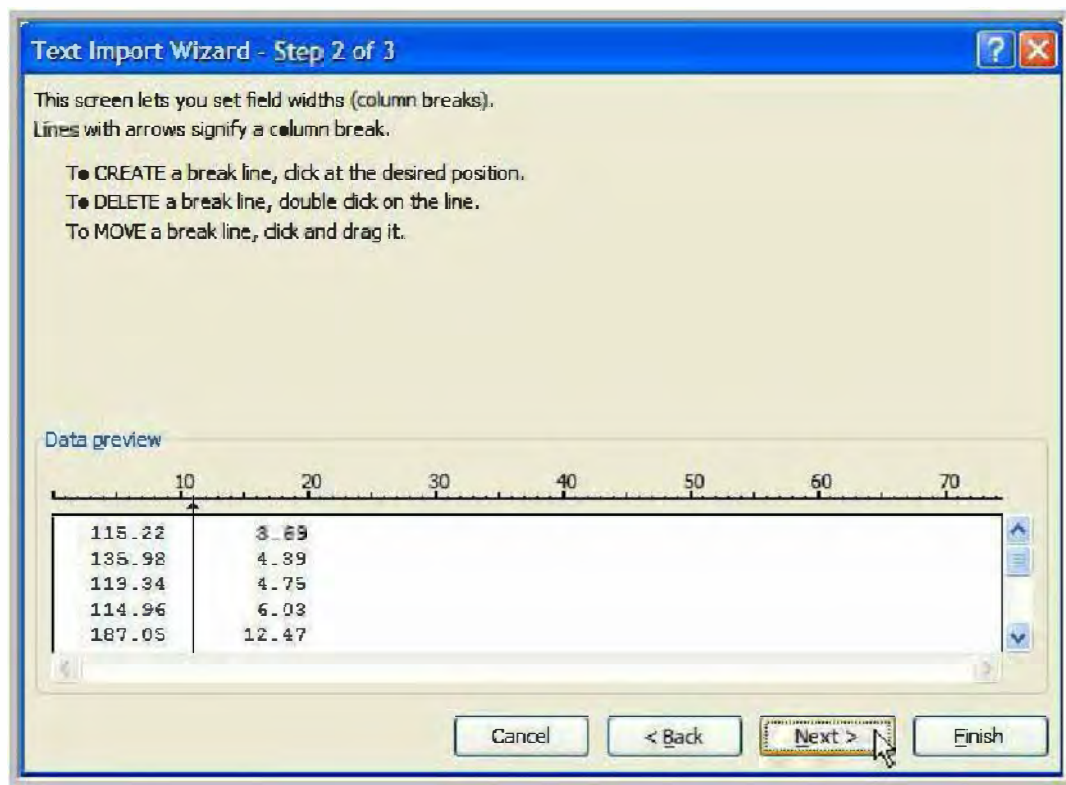 Text Import Wizard - Step 2 of 3
This screen lets you set field widths (column breaks).
Lines with arrows signify a column break.
To CREATE a break line, click at the desired position.
To DELETE a break line, double click on the line.
To MOVE a break line, click and drag it.
Data preview
10 20 30 40 50 60 70
115.22 3.69
135.98 4.39
119.34 4.75
114.96 6.03
187.05 12.47
Cancel < Back Next > Finish